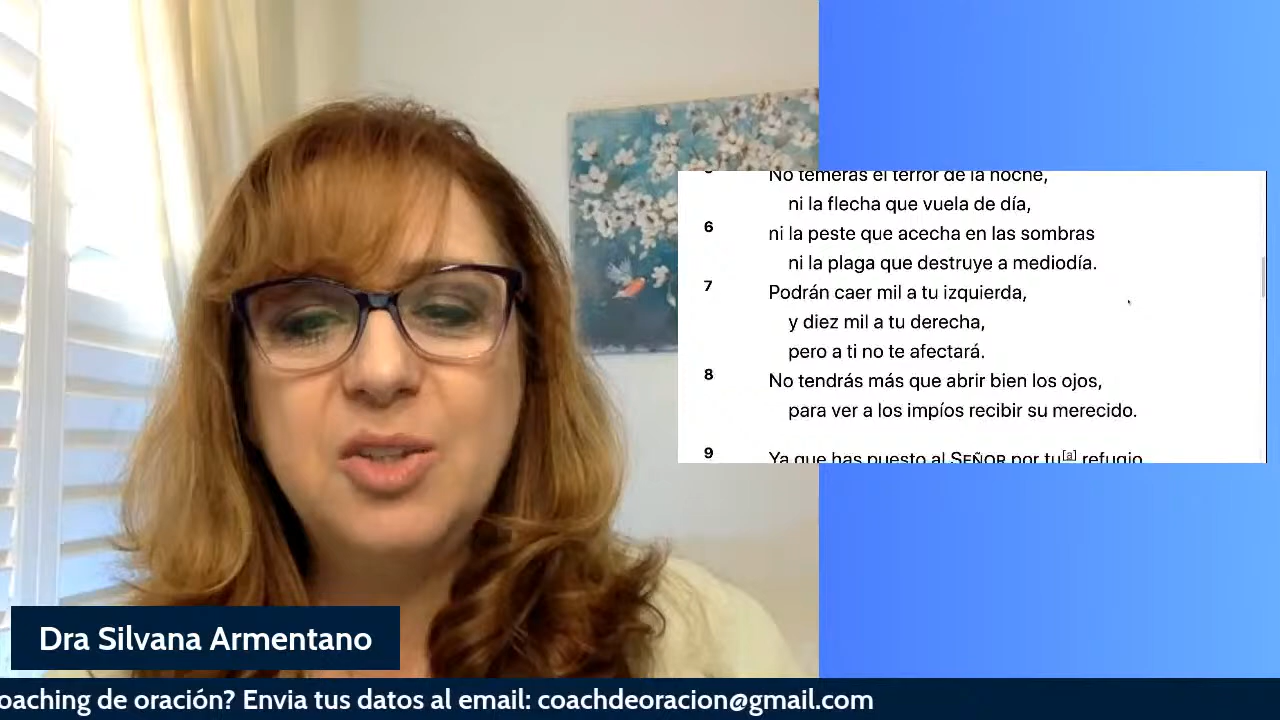 No temerás el terror de la noche,
ni la flecha que vuela de día,
6 ni la peste que acecha en las sombras
ni la plaga que destruye a mediodía.
7 Podrán caer mil a tu izquierda,
y diez mil a tu derecha,
pero a ti no te afectará.
8 No tendrás más que abrir bien los ojos,
para ver a los impíos recibir su merecido.
9 Ya que has puesto al SEÑOR por tu[a] refugio
Dra Silvana Armentano
oaching de oración? Envia tus datos al email: coachdeoracion@gmail.com